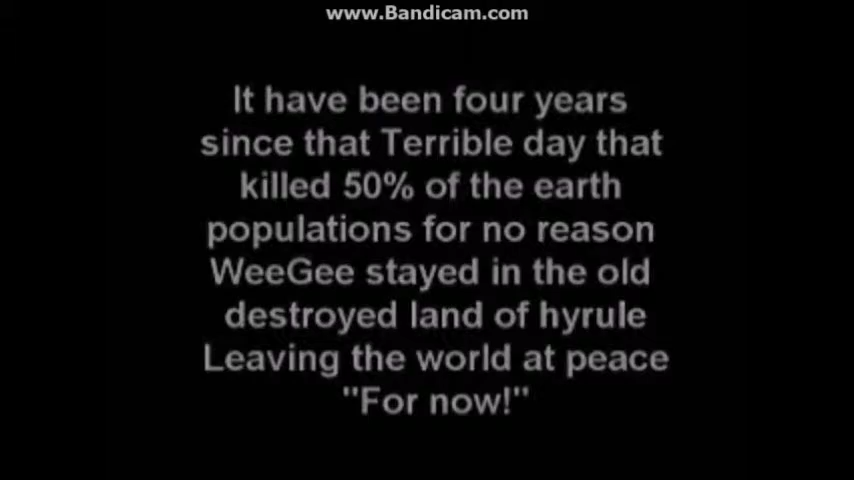 www.Bandicam.com
It have been four years
since that Terrible day that
killed 50% of the earth
populations for no reason
WeeGee stayed in the old
destroyed land of hyrule
Leaving the world at peace
"For now!"